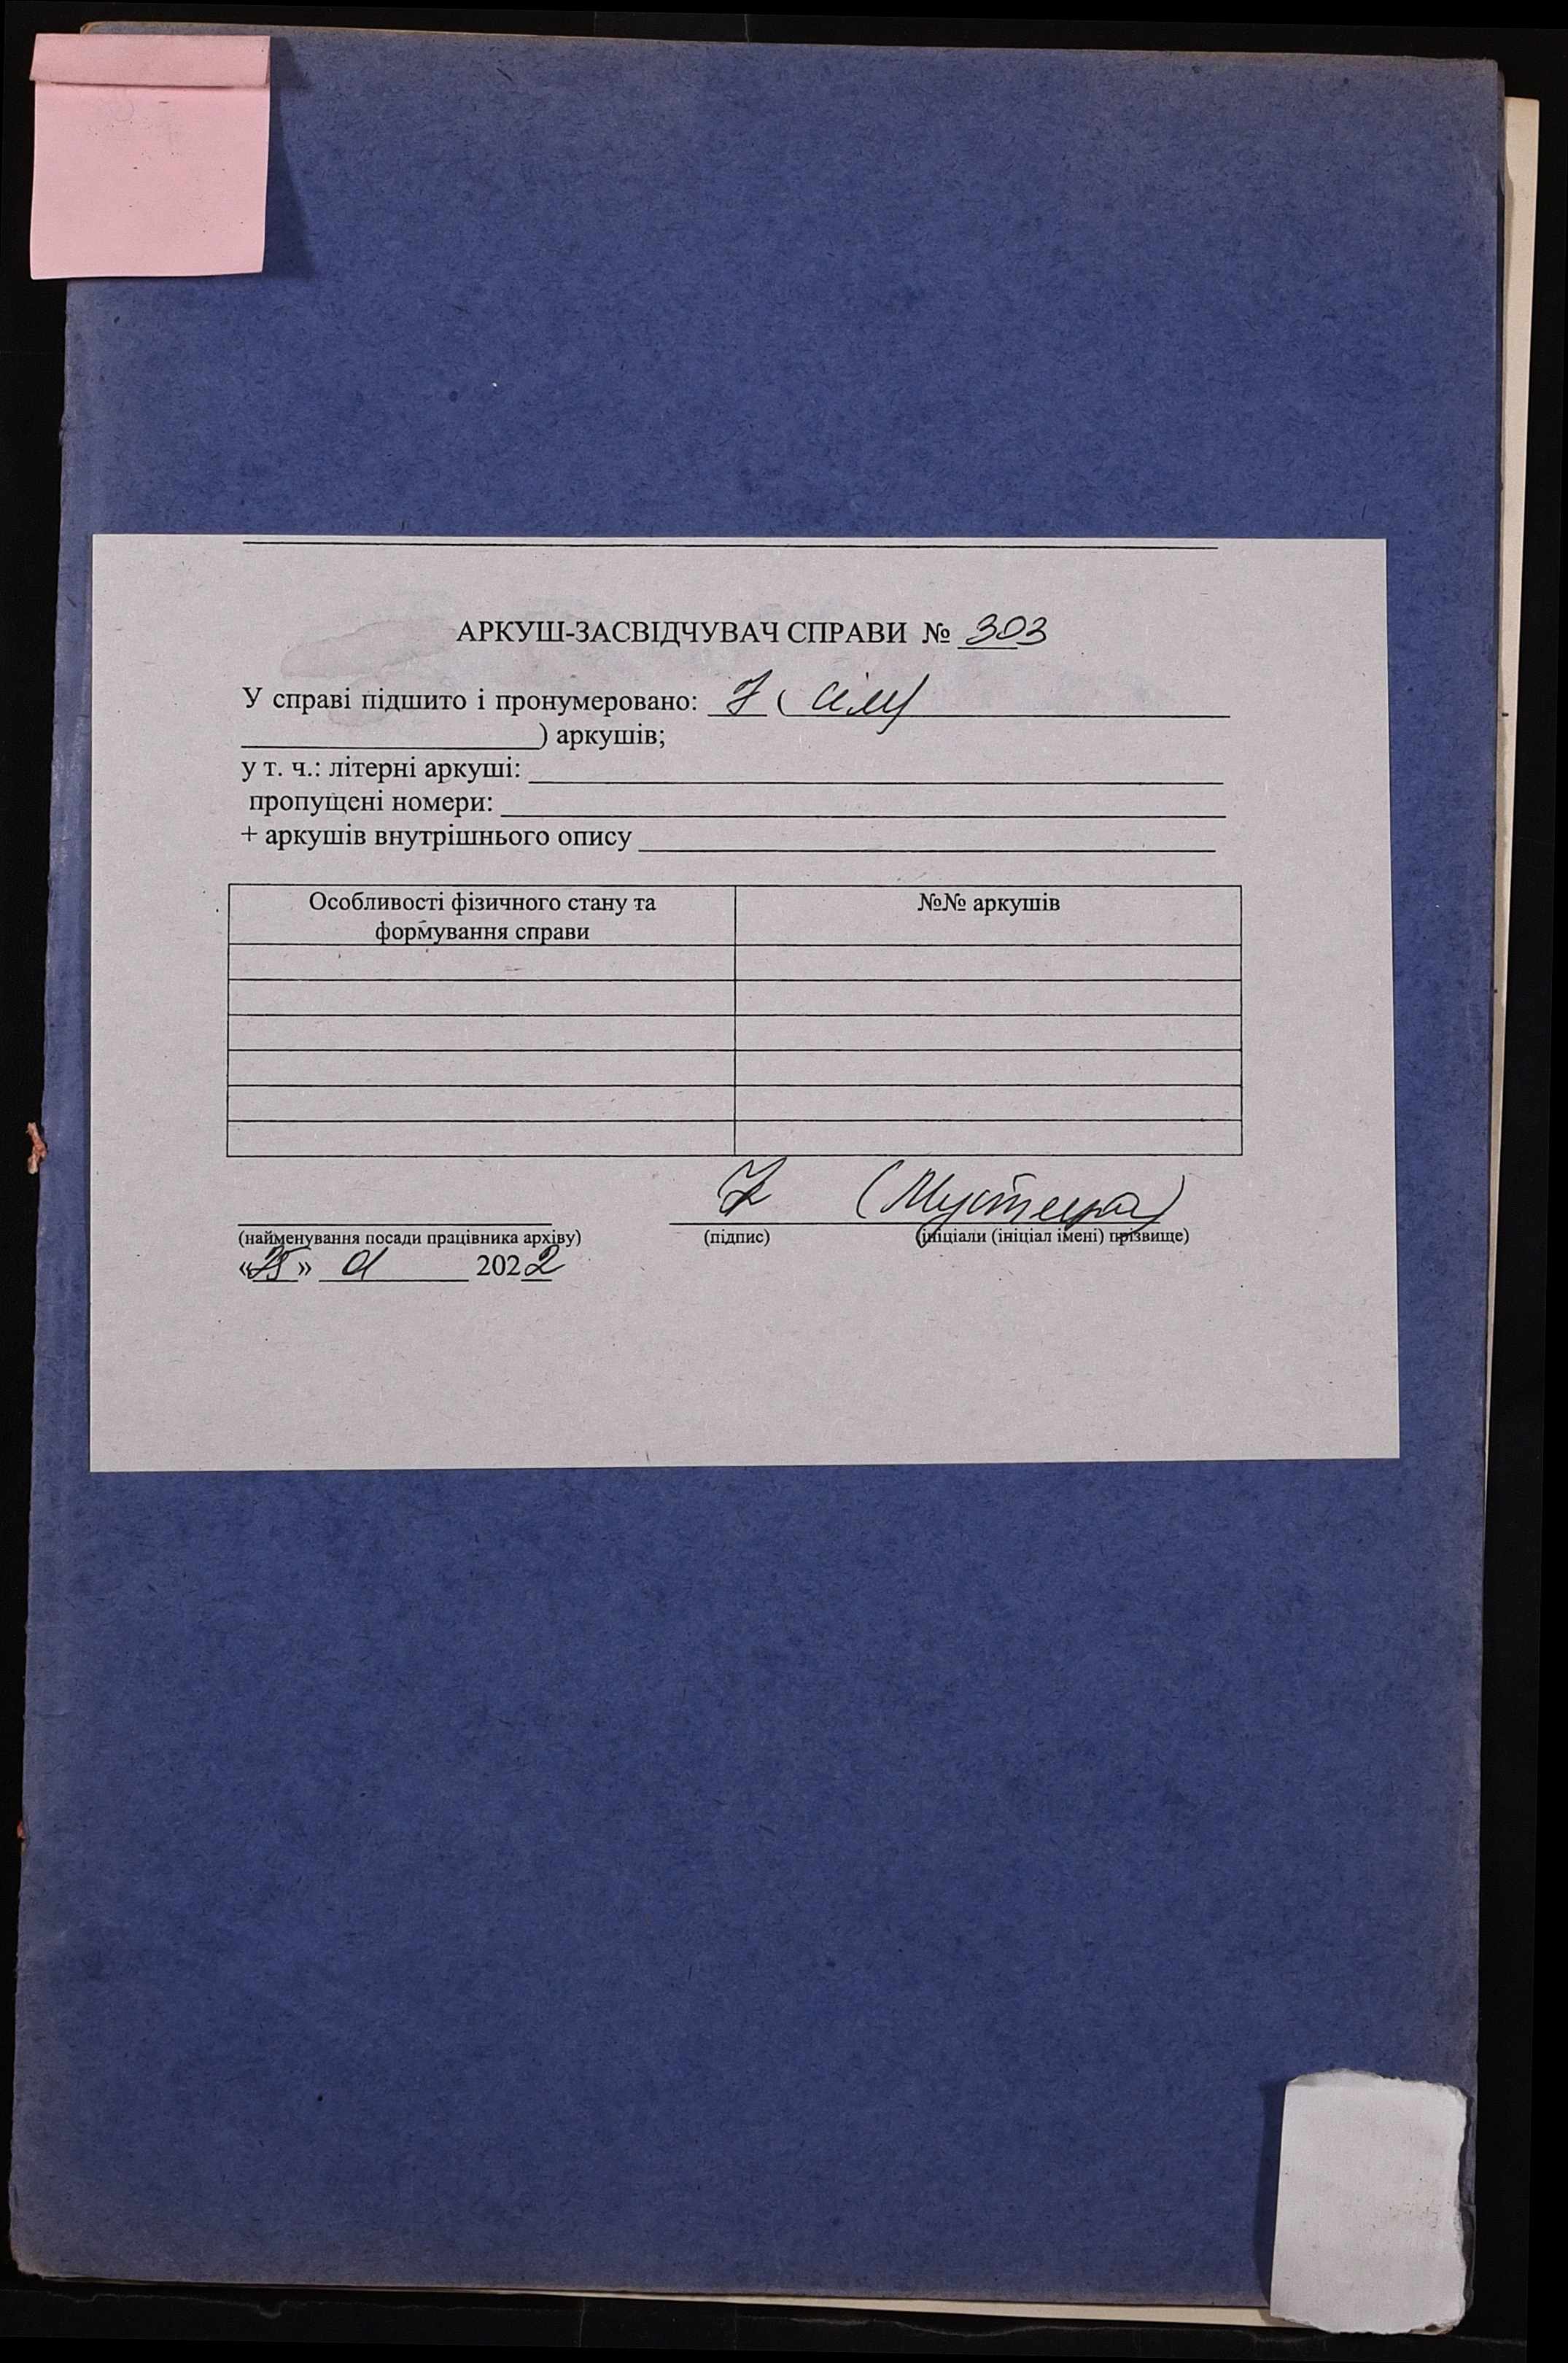 АРКУШ-ЗАСВІДЧУВАЧ СПРАВИ № 303
У справі підшито і пронумеровано: 7 ( сім)
) аркушів;
у т. ч.: літерні аркуші:
пропущені номери:
+ аркушів внутрішнього опису
Особливості фізичного стану та формування справи
№№ аркушів
(Мустеца)
(найменування посади працівника архіву) (підпис) (ініціали (ініціал імені) прізвище)
«25» 01 2022